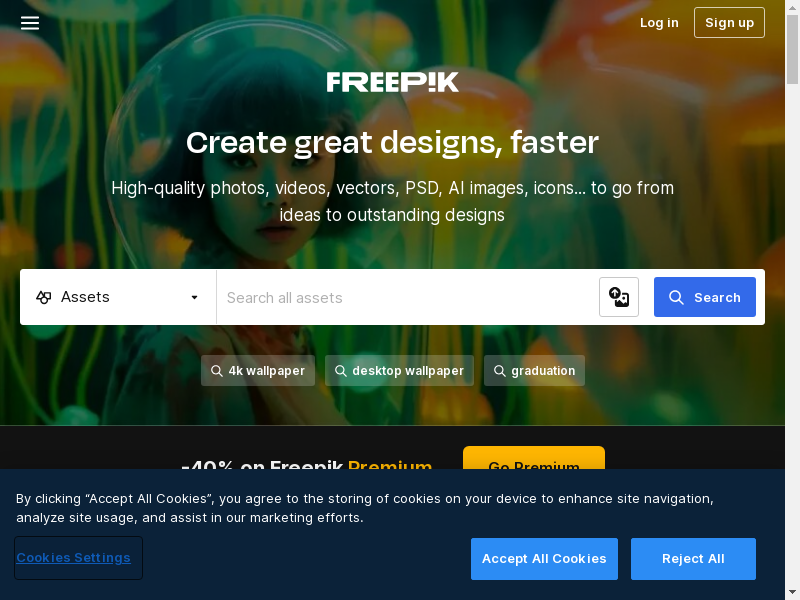 Log in
Sign up
FREEPIK
Create great designs, faster
High-quality photos, videos, vectors, PSD, AI images, icons... to go from
ideas to outstanding designs
Assets
Search all assets
Search
4k wallpaper
desktop wallpaper
graduation
-40% on Freepik Premium
Go Premium
By clicking “Accept All Cookies”, you agree to the storing of cookies on your device to enhance site navigation,
analyze site usage, and assist in our marketing efforts.
Cookies Settings
Accept All Cookies
Reject All